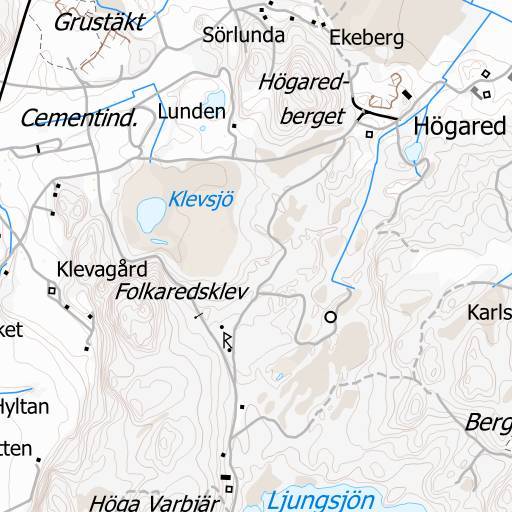 Grustäkt
Sörlunda
Ekeberg
Högared-
berget
Cementind.
Lunden
Högared
Klevsjö
Klevagård
Folkaredsklev
R
Karls
ket
Hyltan
Berg
tten
Höga Varbjär
Ljungsjön